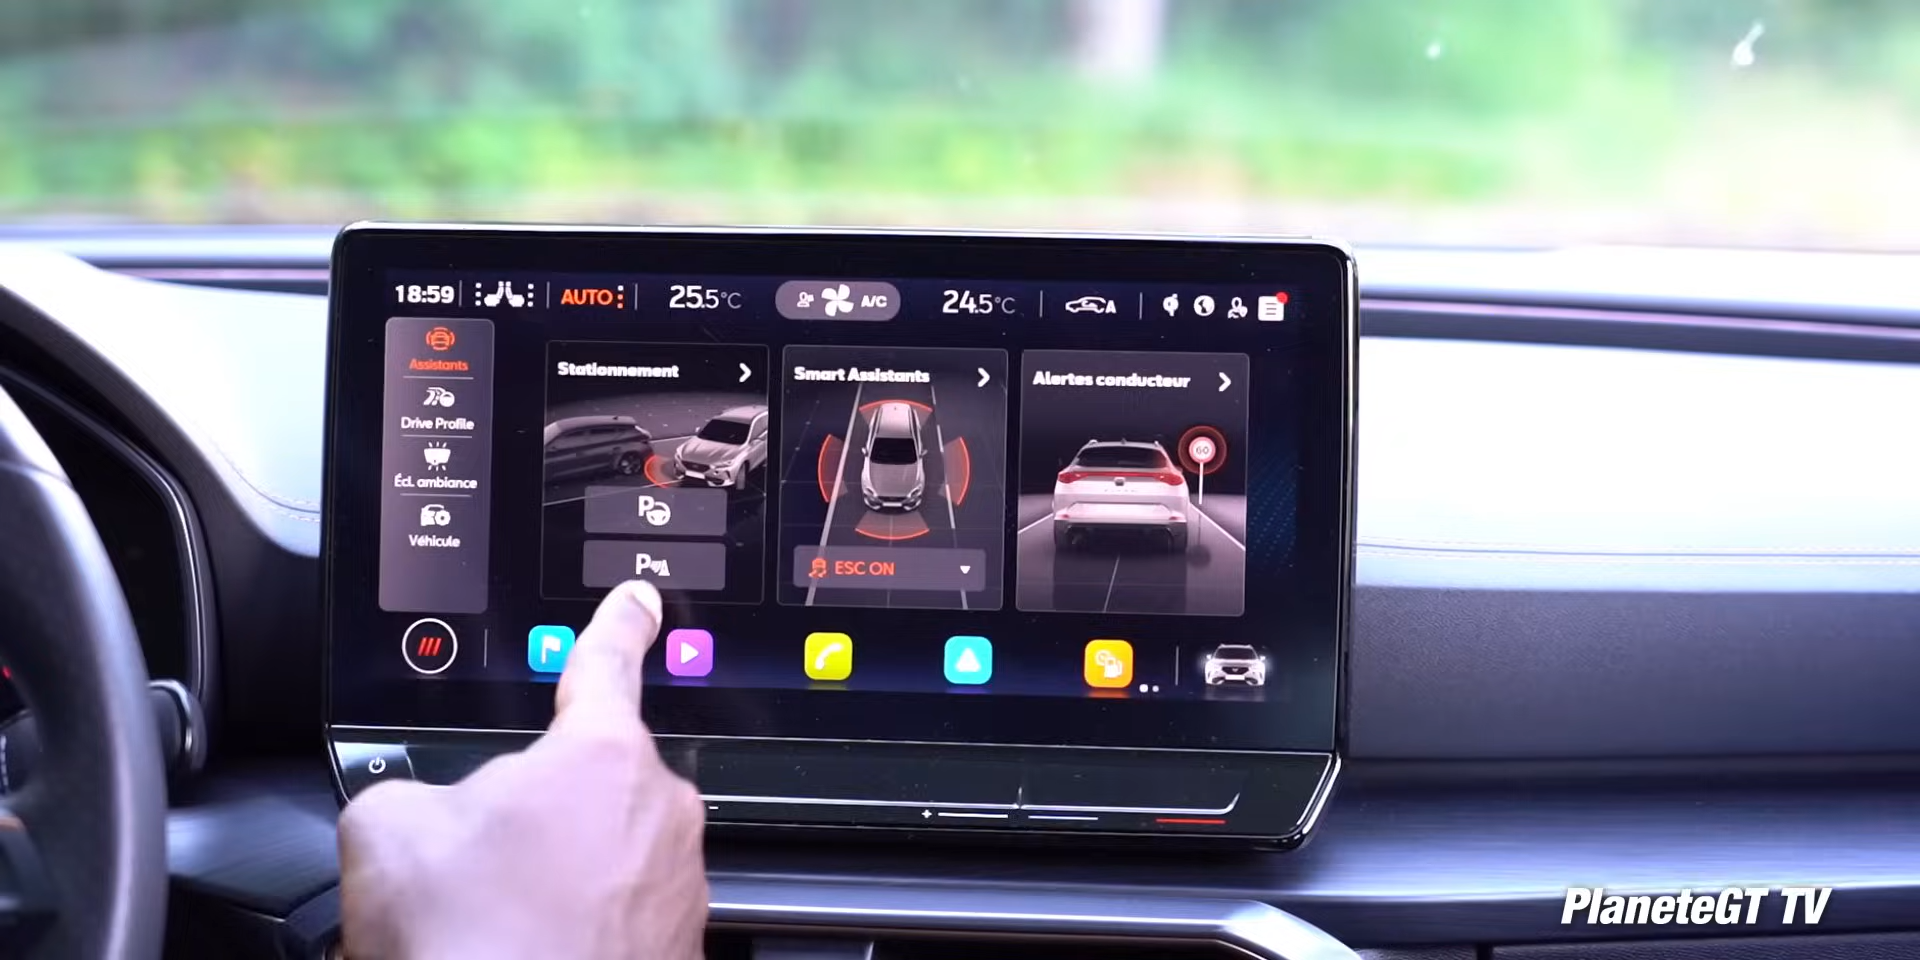 18:59 AUTO 25.5°C A/C 24.5°C A
Assistants
Drive Profile
Écl. ambiance
Véhicule
Stationnement
P
P
Smart Assistants
ESC ON
Alertes conducteur
60
PlaneteGT TV